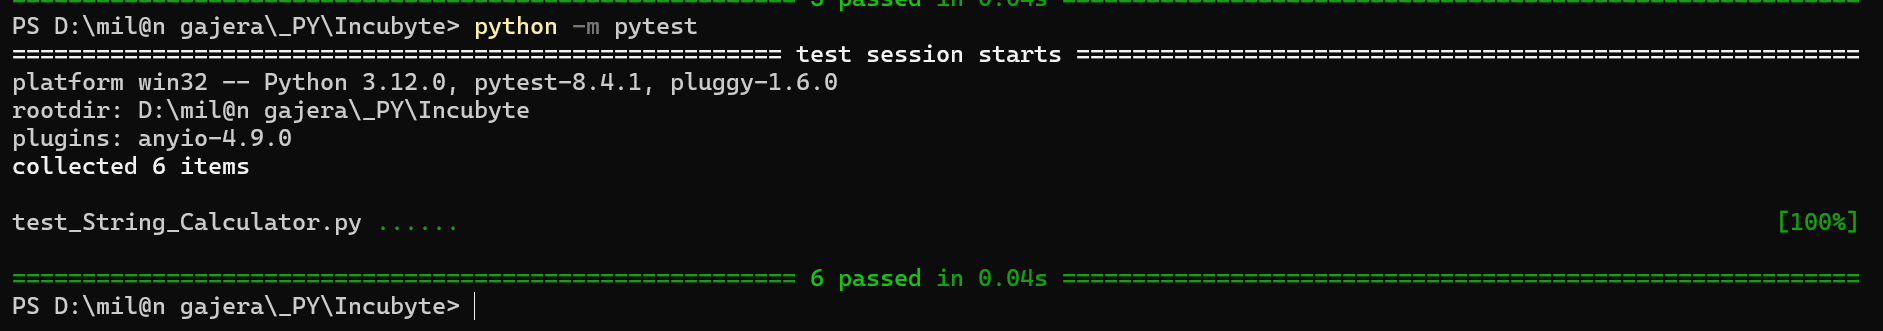 ====================================================== 5 passed in 0.04s =========================================================
PS D:\mil@n gajera\_PY\Incubyte> python -m pytest
======================================================= test session starts ========================================================
platform win32 -- Python 3.12.0, pytest-8.4.1, pluggy-1.6.0
rootdir: D:\mil@n gajera\_PY\Incubyte
plugins: anyio-4.9.0
collected 6 items
test_String_Calculator.py ...... [100%]
======================================================== 6 passed in 0.04s =========================================================
PS D:\mil@n gajera\_PY\Incubyte>